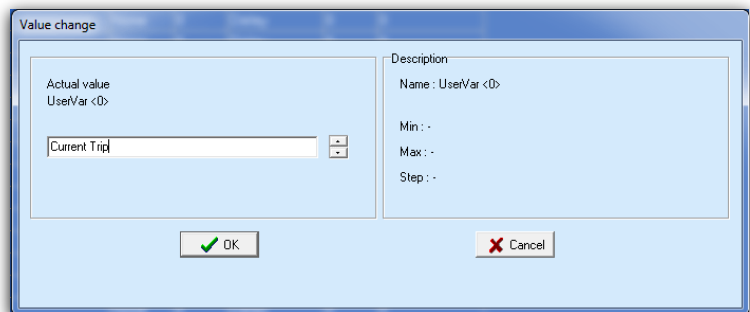 Value change
Actual value
UserVar <0>
Current Trip
OK
Description
Name : UserVar <0>
Min : -
Max : -
Step : -
Cancel